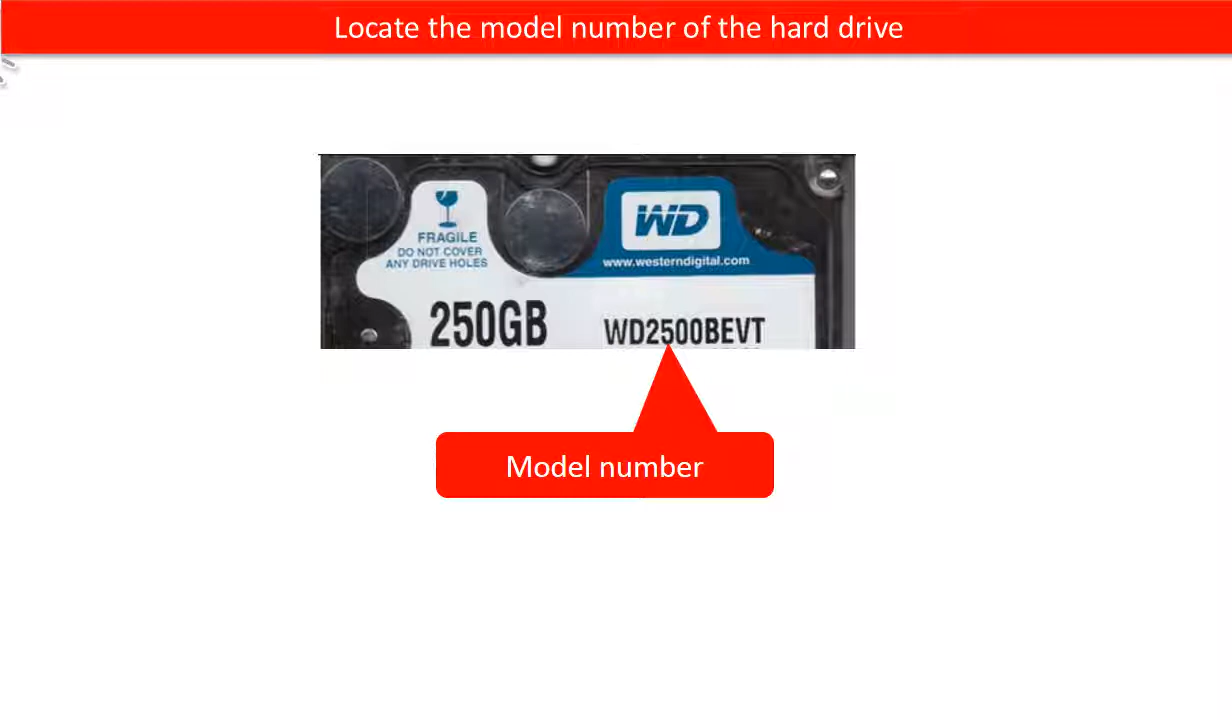 Locate the model number of the hard drive
FRAGILE
DO NOT COVER
ANY DRIVE HOLES
WD
www.westerndigital.com
250GB
WD2500BEVT
Model number